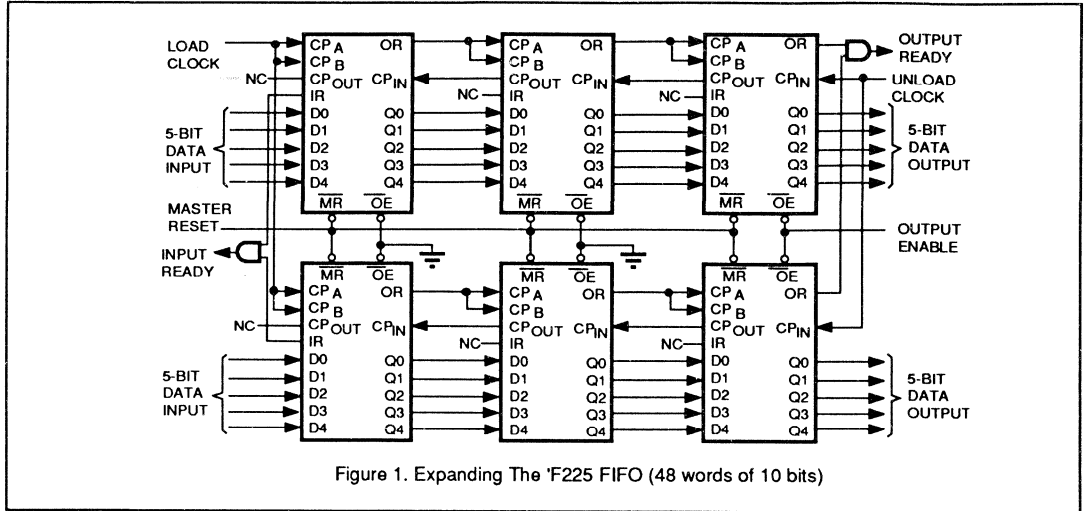 LOAD
CLOCK
CPA
CPB
CPOUT
IR
D0
D1
D2
D3
D4
OR
CPIN
Q0
Q1
Q2
Q3
Q4
MR
OE
NC
5-BIT
DATA
INPUT
CPA
CPB
CPOUT
IR
D0
D1
D2
D3
D4
OR
CPIN
Q0
Q1
Q2
Q3
Q4
MR
OE
NC
CPA
CPB
CPOUT
IR
D0
D1
D2
D3
D4
OR
CPIN
Q0
Q1
Q2
Q3
Q4
MR
OE
NC
OUTPUT
READY
UNLOAD
CLOCK
5-BIT
DATA
OUTPUT
MASTER
RESET
INPUT
READY
OUTPUT
ENABLE
MR
OE
CPA
CPB
CPOUT
IR
D0
D1
D2
D3
D4
OR
CPIN
Q0
Q1
Q2
Q3
Q4
NC
5-BIT
DATA
INPUT
MR
OE
CPA
CPB
CPOUT
IR
D0
D1
D2
D3
D4
OR
CPIN
Q0
Q1
Q2
Q3
Q4
NC
MR
OE
CPA
CPB
CPOUT
IR
D0
D1
D2
D3
D4
OR
CPIN
Q0
Q1
Q2
Q3
Q4
NC
5-BIT
DATA
OUTPUT
Figure 1. Expanding The 'F225 FIFO (48 words of 10 bits)